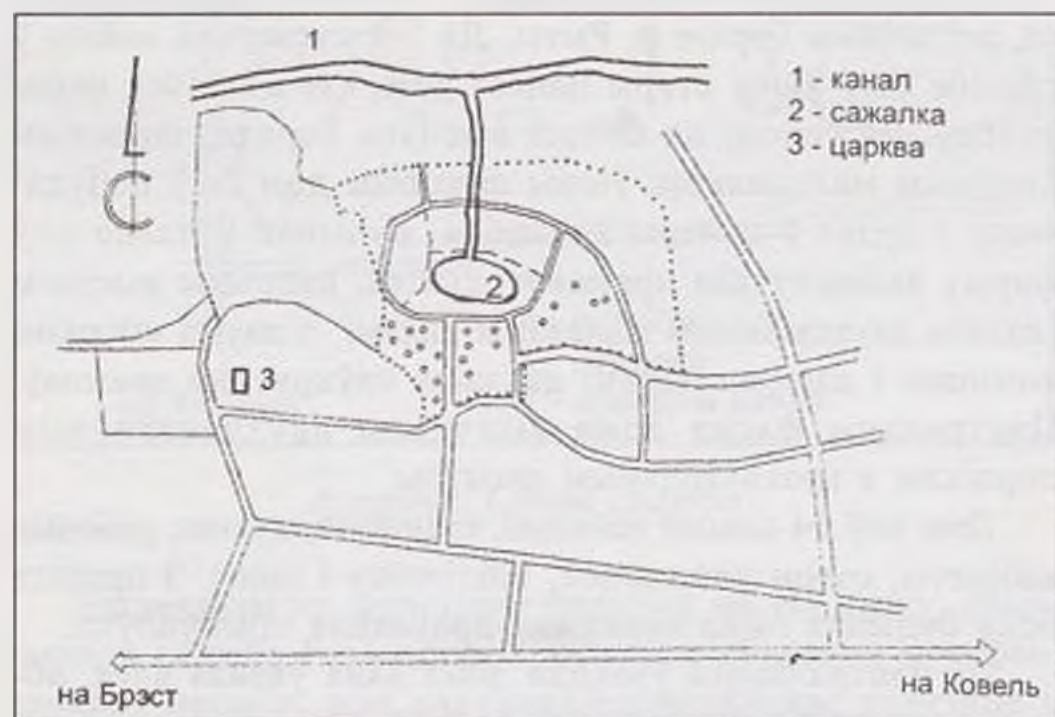 1
1 - канал
2 - сажалка
3 - царква
2
3
на Брэст
на Ковель